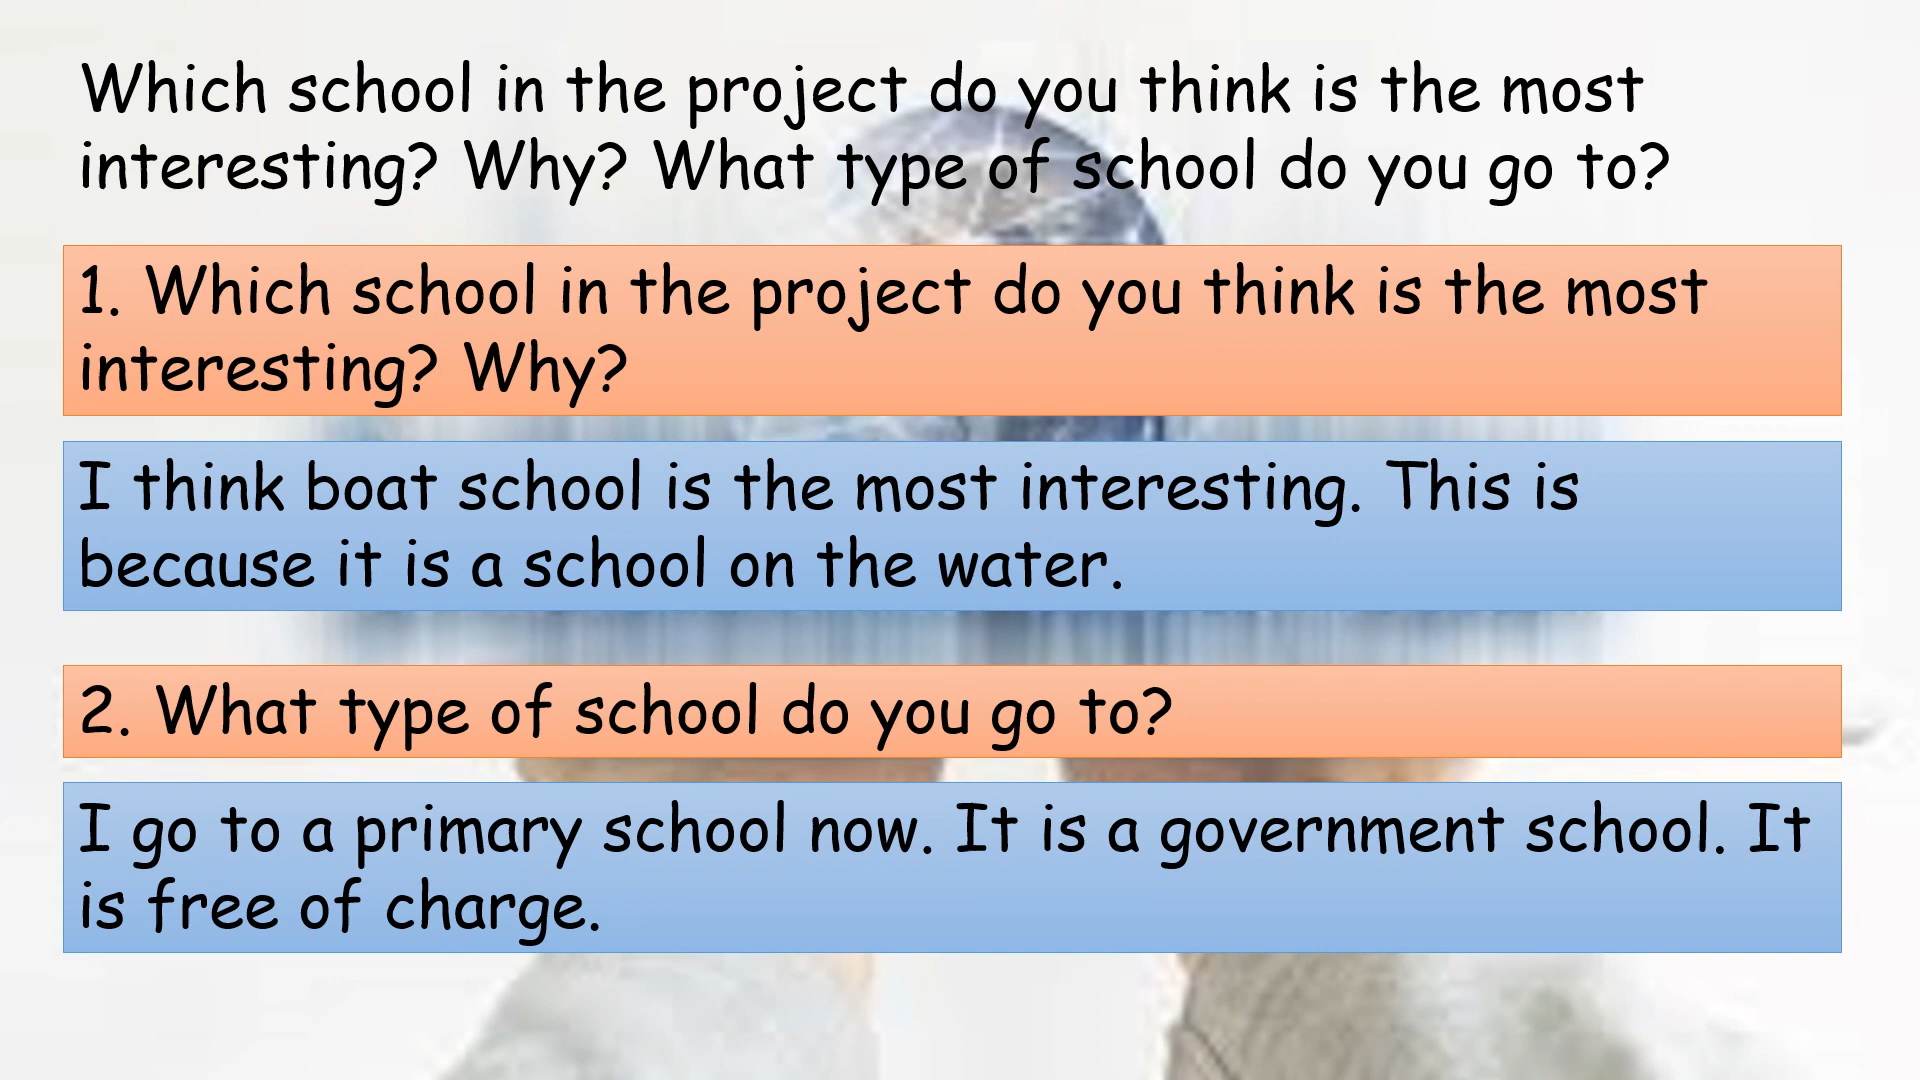 Which school in the project do you think is the most
interesting? Why? What type of school do you go to?
1. Which school in the project do you think is the most
interesting? Why?
I think boat school is the most interesting. This is
because it is a school on the water.
2. What type of school do you go to?
I go to a primary school now. It is a government school. It
is free of charge.